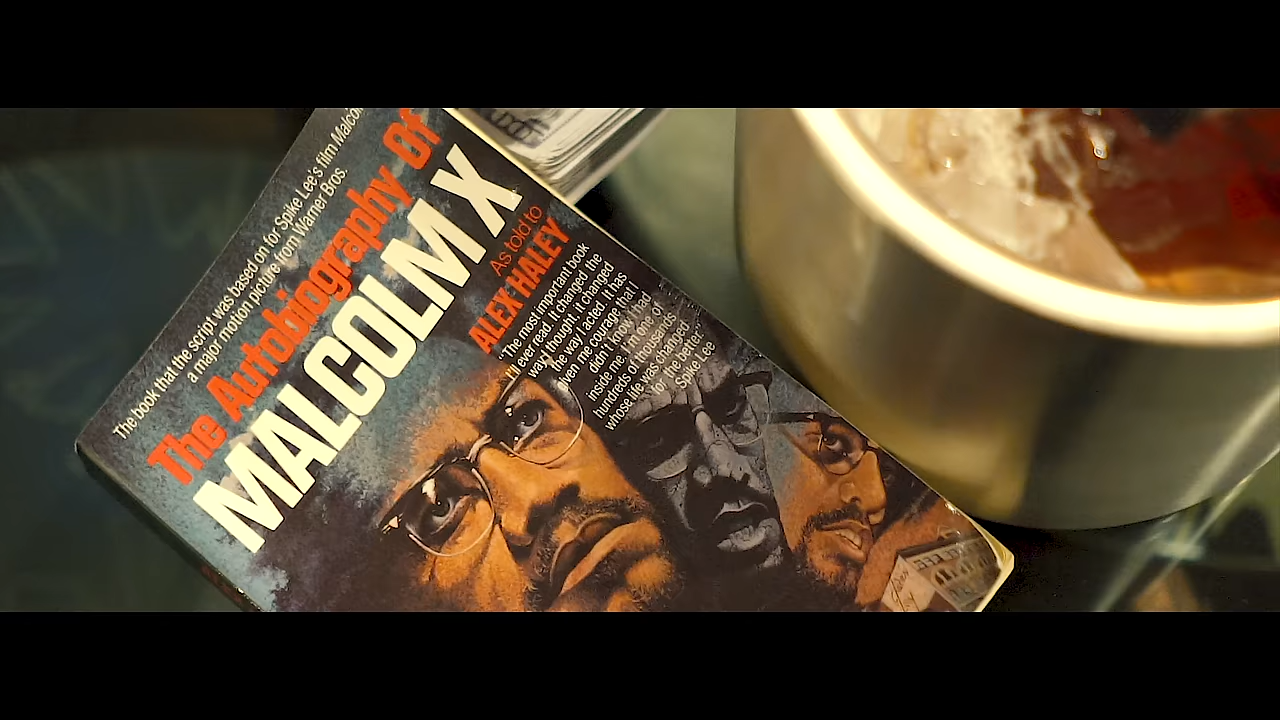 The book that the script was based on for Spike Lee's film Malcol
a major motion picture from Warner Bros.
The Autobiography Of
MALCOLM X
As told to
ALEX HALEY
"The most important book
I'll ever read. It changed the
way I thought, it changed
the way I acted. It has
given me courage that I
didn't know I had
inside me. I'm one of
hundreds of thousands
whose life was changed
for the better."
Spike Lee